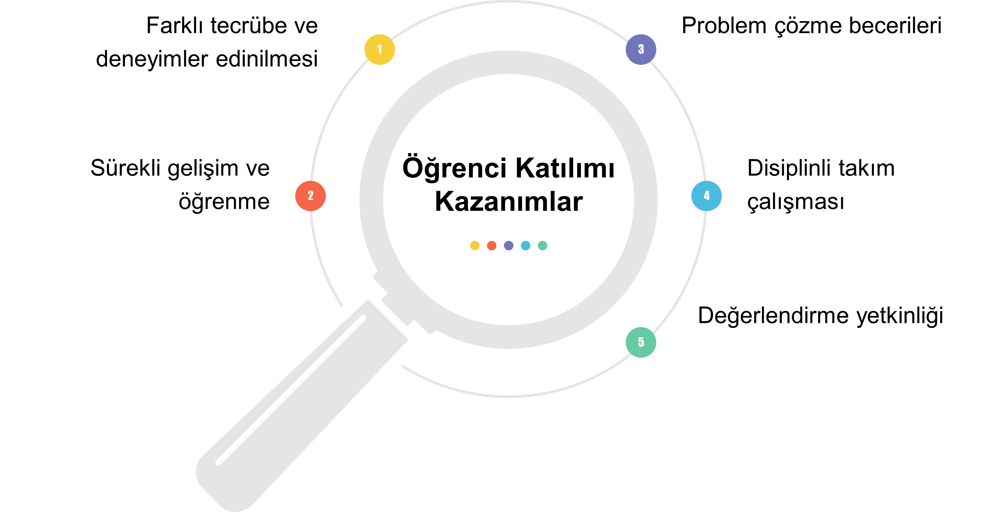 Farklı tecrübe ve
deneyimler edinilmesi
1
Sürekli gelişim ve
öğrenme
2
Öğrenci Katılımı
Kazanımlar
Problem çözme becerileri
3
Disiplinli takım
çalışması
4
Değerlendirme yetkinliği
5